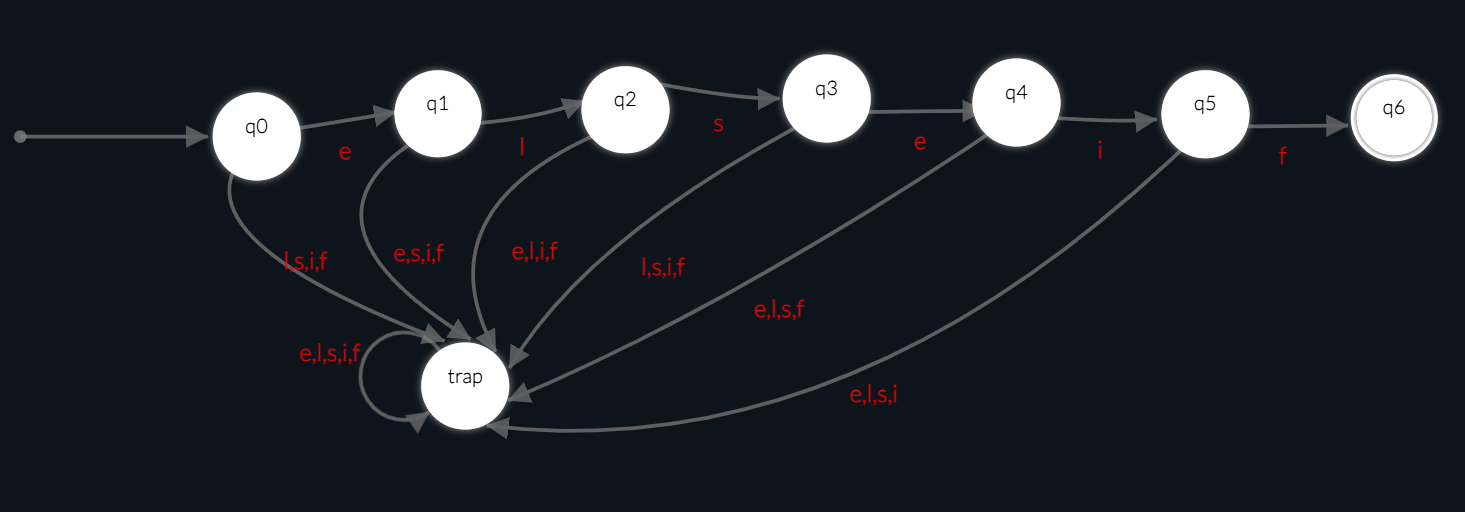 q0
q1
q2
q3
q4
q5
q6
e
l
s
e
i
f
l,s,i,f
e,s,i,f
e,l,i,f
l,s,i,f
e,l,s,f
e,l,s,i
e,l,s,i,f
trap